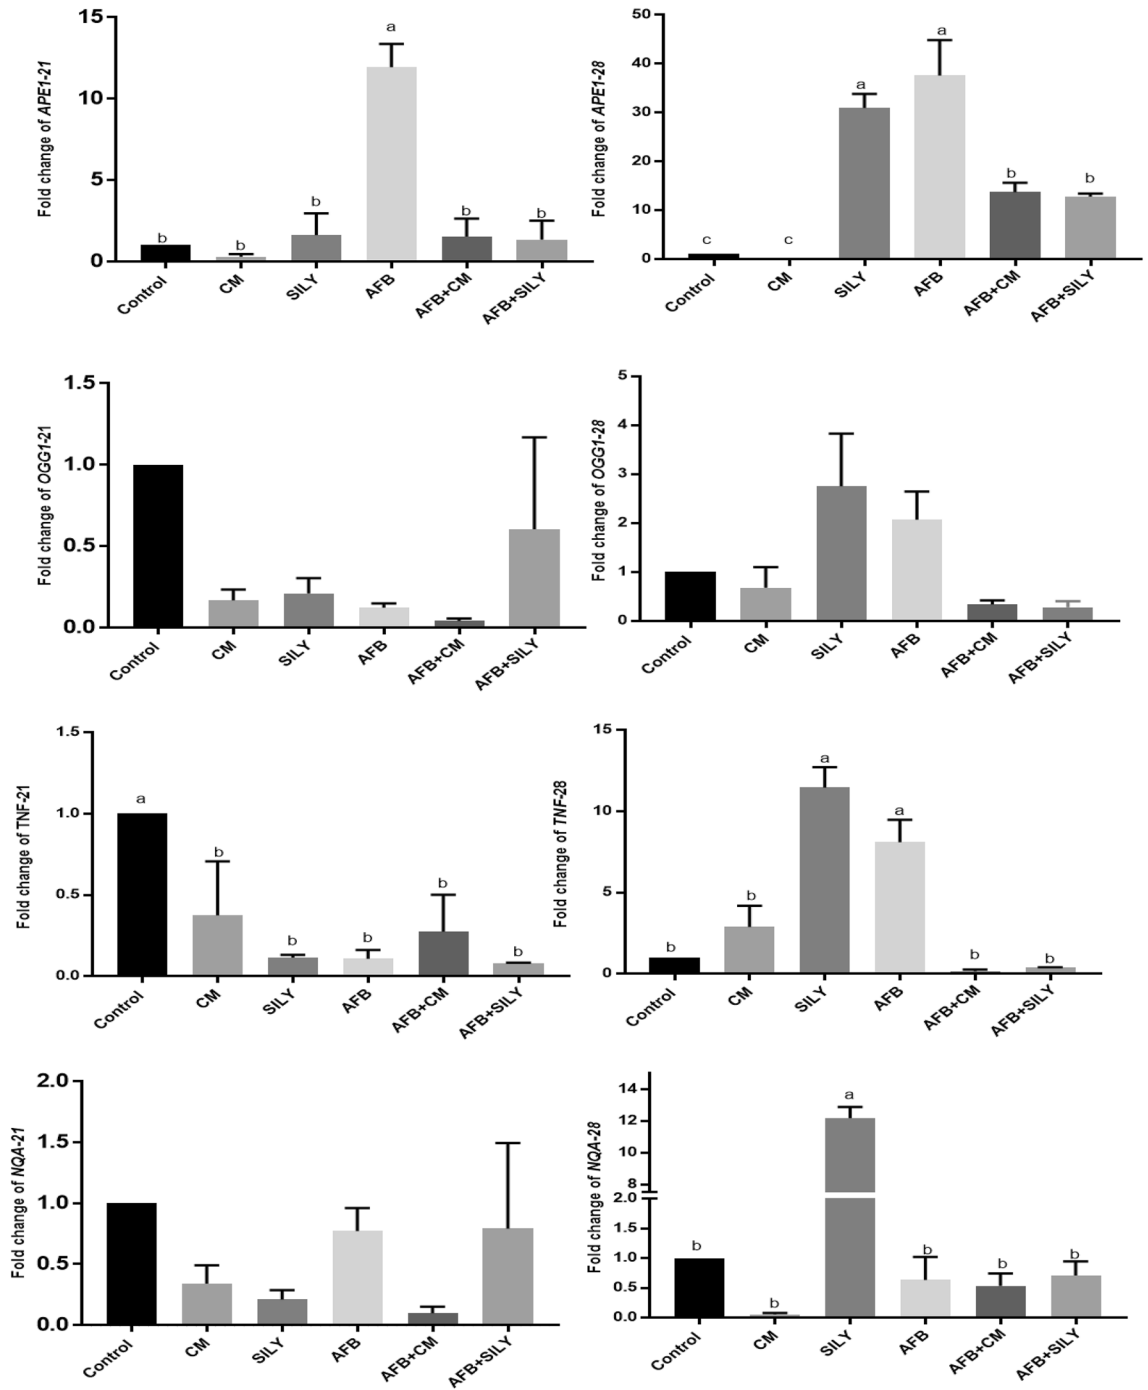 Fold change of APE1-21
15
10
5
0
a
b
b
b
b
b
Control
CM
SILY
AFB
AFB+CM
AFB+SILY
Fold change of APE1-28
50
40
30
20
10
0
c
c
a
a
b
b
Control
CM
SILY
AFB
AFB+CM
AFB+SILY
Fold change of OGG1-21
1.5
1.0
0.5
0.0
Control
CM
SILY
AFB
AFB+CM
AFB+SILY
Fold change of OGG1-28
5
4
3
2
1
0
Control
CM
SILY
AFB
AFB+CM
AFB+SILY
Fold change of TNF-21
1.5
1.0
0.5
0.0
a
b
b
b
b
b
Control
CM
SILY
AFB
AFB+CM
AFB+SILY
Fold change of TNF-28
15
10
5
0
b
b
a
a
b
b
Control
CM
SILY
AFB
AFB+CM
AFB+SILY
Fold change of NQA-21
2.0
1.5
1.0
0.5
0.0
Control
CM
SILY
AFB
AFB+CM
AFB+SILY
Fold change of NQA-28
14
12
10
8
2.0
1.5
1.0
0.5
0.0
b
b
a
b
b
b
Control
CM
SILY
AFB
AFB+CM
AFB+SILY